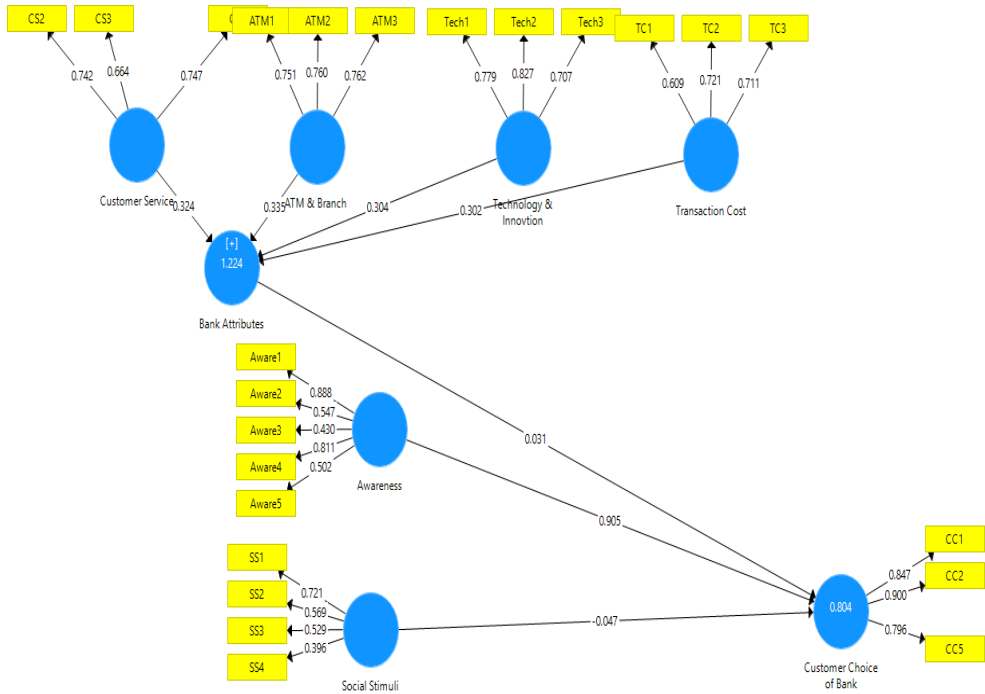 CS2
CS3
ATM1
ATM2
ATM3
Tech1
Tech2
Tech3
TC1
TC2
TC3
0.742
0.664
0.747
0.751
0.760
0.762
0.779
0.827
0.707
0.609
0.721
0.711
Customer Service
ATM & Branch
Technology &
Innovtion
Transaction Cost
0.324
0.335
0.304
0.302
[+]
1.224
Bank Attributes
Aware1
Aware2
Aware3
Aware4
Aware5
0.888
0.547
0.430
0.811
0.502
Awareness
0.031
0.905
SS1
SS2
SS3
SS4
0.721
0.569
0.529
0.396
Social Stimuli
-0.047
0.804
Customer Choice
of Bank
0.847
0.900
0.796
CC1
CC2
CC5